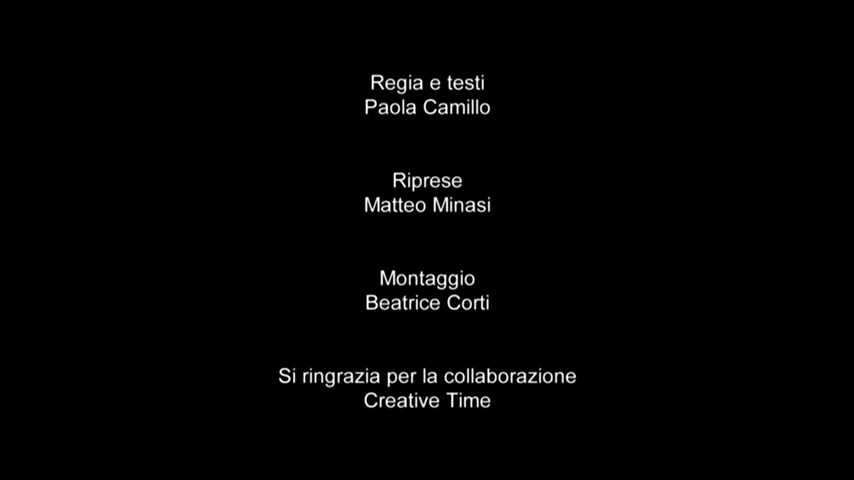 Regia e testi
Paola Camillo
Riprese
Matteo Minasi
Montaggio
Beatrice Corti
Si ringrazia per la collaborazione
Creative Time